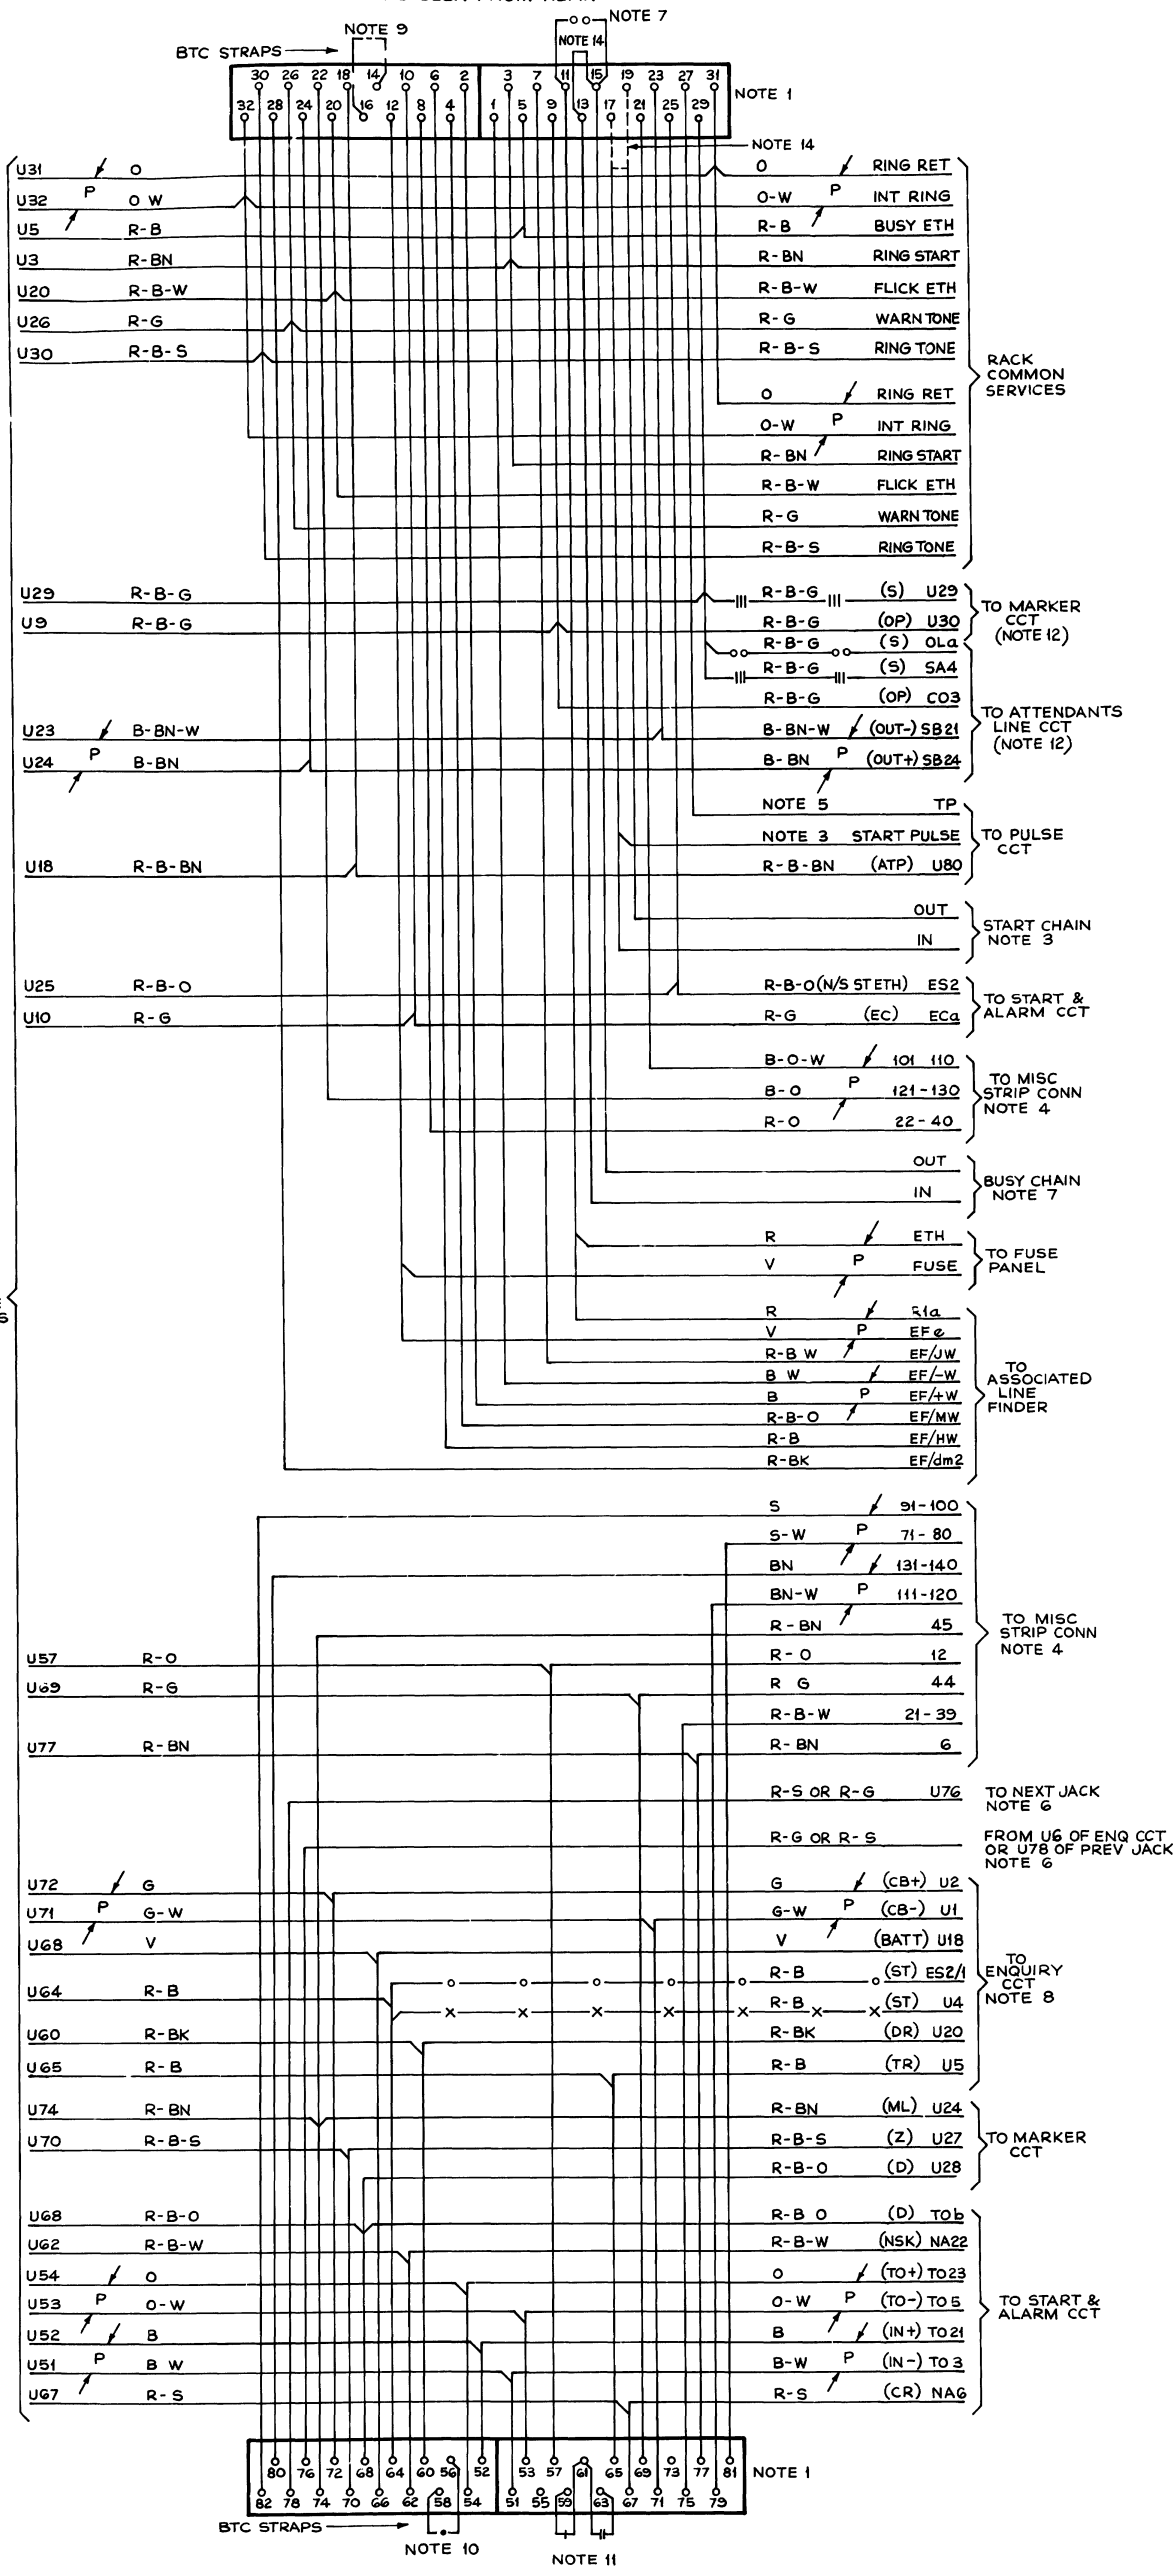 NOTE 7
NOTE 9
NOTE 14
BTC STRAPS
30 26 22 18 14 10 6 2 3 7 11 15 19 23 27 31
NOTE 1
32 28 24 20 16 12 8 4 1 5 9 13 17 21 25 29
NOTE 14
U31 O O RING RET
U32 P O W O-W P INT RING
U5 R-B R-B BUSY ETH
U3 R-BN R-BN RING START
U20 R-B-W R-B-W FLICK ETH
U26 R-G R-G WARN TONE
U30 R-B-S R-B-S RING TONE
RACK
COMMON
SERVICES
O RING RET
O-W P INT RING
R-BN RING START
R-B-W FLICK ETH
R-G WARN TONE
R-B-S RING TONE
U29 R-B-G R-B-G (S) U29
U9 R-B-G R-B-G (OP) U30
TO MARKER
CCT
(NOTE 12)
R-B-G (S) OLa
R-B-G (S) SA4
R-B-G (OP) CO3
U23 B-BN-W B-BN-W (OUT-) SB21
U24 P B-BN B-BN P (OUT+) SB24
TO ATTENDANTS
LINE CCT
(NOTE 12)
NOTE 5 TP
NOTE 3 START PULSE
U18 R-B-BN R-B-BN (ATP) U80
TO PULSE
CCT
OUT
IN
START CHAIN
NOTE 3
U25 R-B-O R-B-O (N/S ST ETH) ES2
U10 R-G R-G (EC) ECa
TO START &
ALARM CCT
B-O-W 101 110
B-O P 121-130
R-O 22-40
TO MISC
STRIP CONN
NOTE 4
OUT
IN
BUSY CHAIN
NOTE 7
R ETH
V P FUSE
TO FUSE
PANEL
R
V P EFe
R-B W EF/JW
B W EF/-W
B P EF/+W
R-B-O EF/MW
R-B EF/HW
R-BK EF/dm2
TO
ASSOCIATED
LINE
FINDER
S 91-100
S-W P 71-80
BN 131-140
BN-W P 111-120
R-BN 45
U57 R-O R-O 12
U69 R-G R G 44
R-B-W 21-39
U77 R-BN R-BN 6
TO MISC
STRIP CONN
NOTE 4
R-S OR R-G U76
TO NEXT JACK
NOTE 6
R-G OR R-S
FROM U6 OF ENQ CCT
OR U78 OF PREV JACK
NOTE 6
U72 G G (CB+) U2
U71 P G-W G-W P (CB-) U1
U68 V V (BATT) U18
R-B (ST) ES2/1
U64 R-B R-B (ST) U4
U60 R-BK R-BK (DR) U20
U65 R-B R-B (TR) U5
TO
ENQUIRY
CCT
NOTE 8
U74 R-BN R-BN (ML) U24
U70 R-B-S R-B-S (Z) U27
R-B-O (D) U28
TO MARKER
CCT
U68 R-B-O R-B O (D) TOb
U62 R-B-W R-B-W (NSK) NA22
U54 O O (TO+) TO23
U53 P O-W O-W P (TO-) TO5
U52 B B (IN+) TO21
U51 P B W B-W P (IN-) TO3
U67 R-S R-S (CR) NA6
TO START &
ALARM CCT
80 76 72 68 64 60 56 52 53 57 61 65 69 73 77 81
NOTE 1
82 78 74 70 66 62 58 54 51 55 59 63 67 71 75 79
BTC STRAPS
NOTE 10
NOTE 11